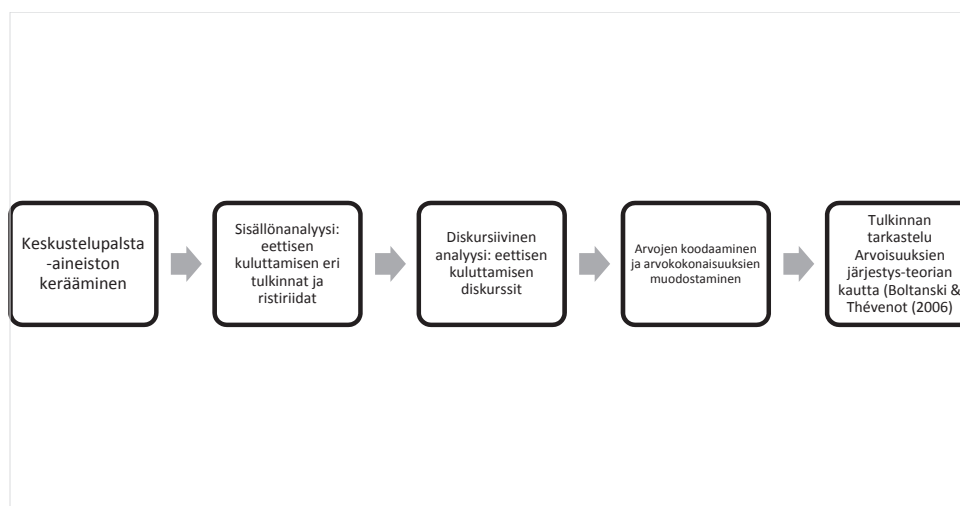 Keskustelupalsta
-aineiston
kerääminen
Sisällönanalyysi:
eettisen
kuluttamisen eri
tulkinnat ja
ristiriidat
Diskursiivinen
analyysi: eettisen
kuluttamisen
diskurssit
Arvojen koodaaminen
ja arvokokonaisuuksien
muodostaminen
Tulkinnan
tarkastelu
Arvoisuuksien
järjestys-teorian
kautta (Boltanski &
Thévenot (2006)